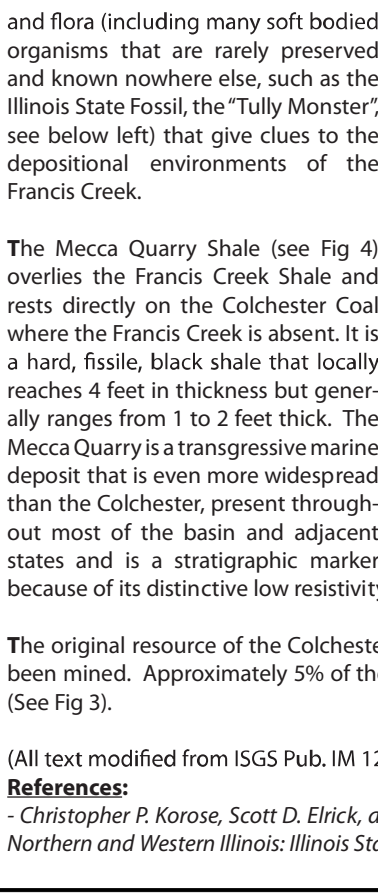 and flora (including many soft bodied
organisms that are rarely preserved
and known nowhere else, such as the
Illinois State Fossil, the “Tully Monster”,
see below left) that give clues to the
depositional environments of the
Francis Creek.
The Mecca Quarry Shale (see Fig 4)
overlies the Francis Creek Shale and
rests directly on the Colchester Coal
where the Francis Creek is absent. It is
a hard, fissile, black shale that locally
reaches 4 feet in thickness but gener-
ally ranges from 1 to 2 feet thick. The
Mecca Quarry is a transgressive marine
deposit that is even more widespread
than the Colchester, present through-
out most of the basin and adjacent
states and is a stratigraphic marker
because of its distinctive low resistivity
The original resource of the Colcheste
been mined. Approximately 5% of the
(See Fig 3).
(All text modified from ISGS Pub. IM 12
References:
- Christopher P. Korose, Scott D. Elrick, a
Northern and Western Illinois: Illinois Sta